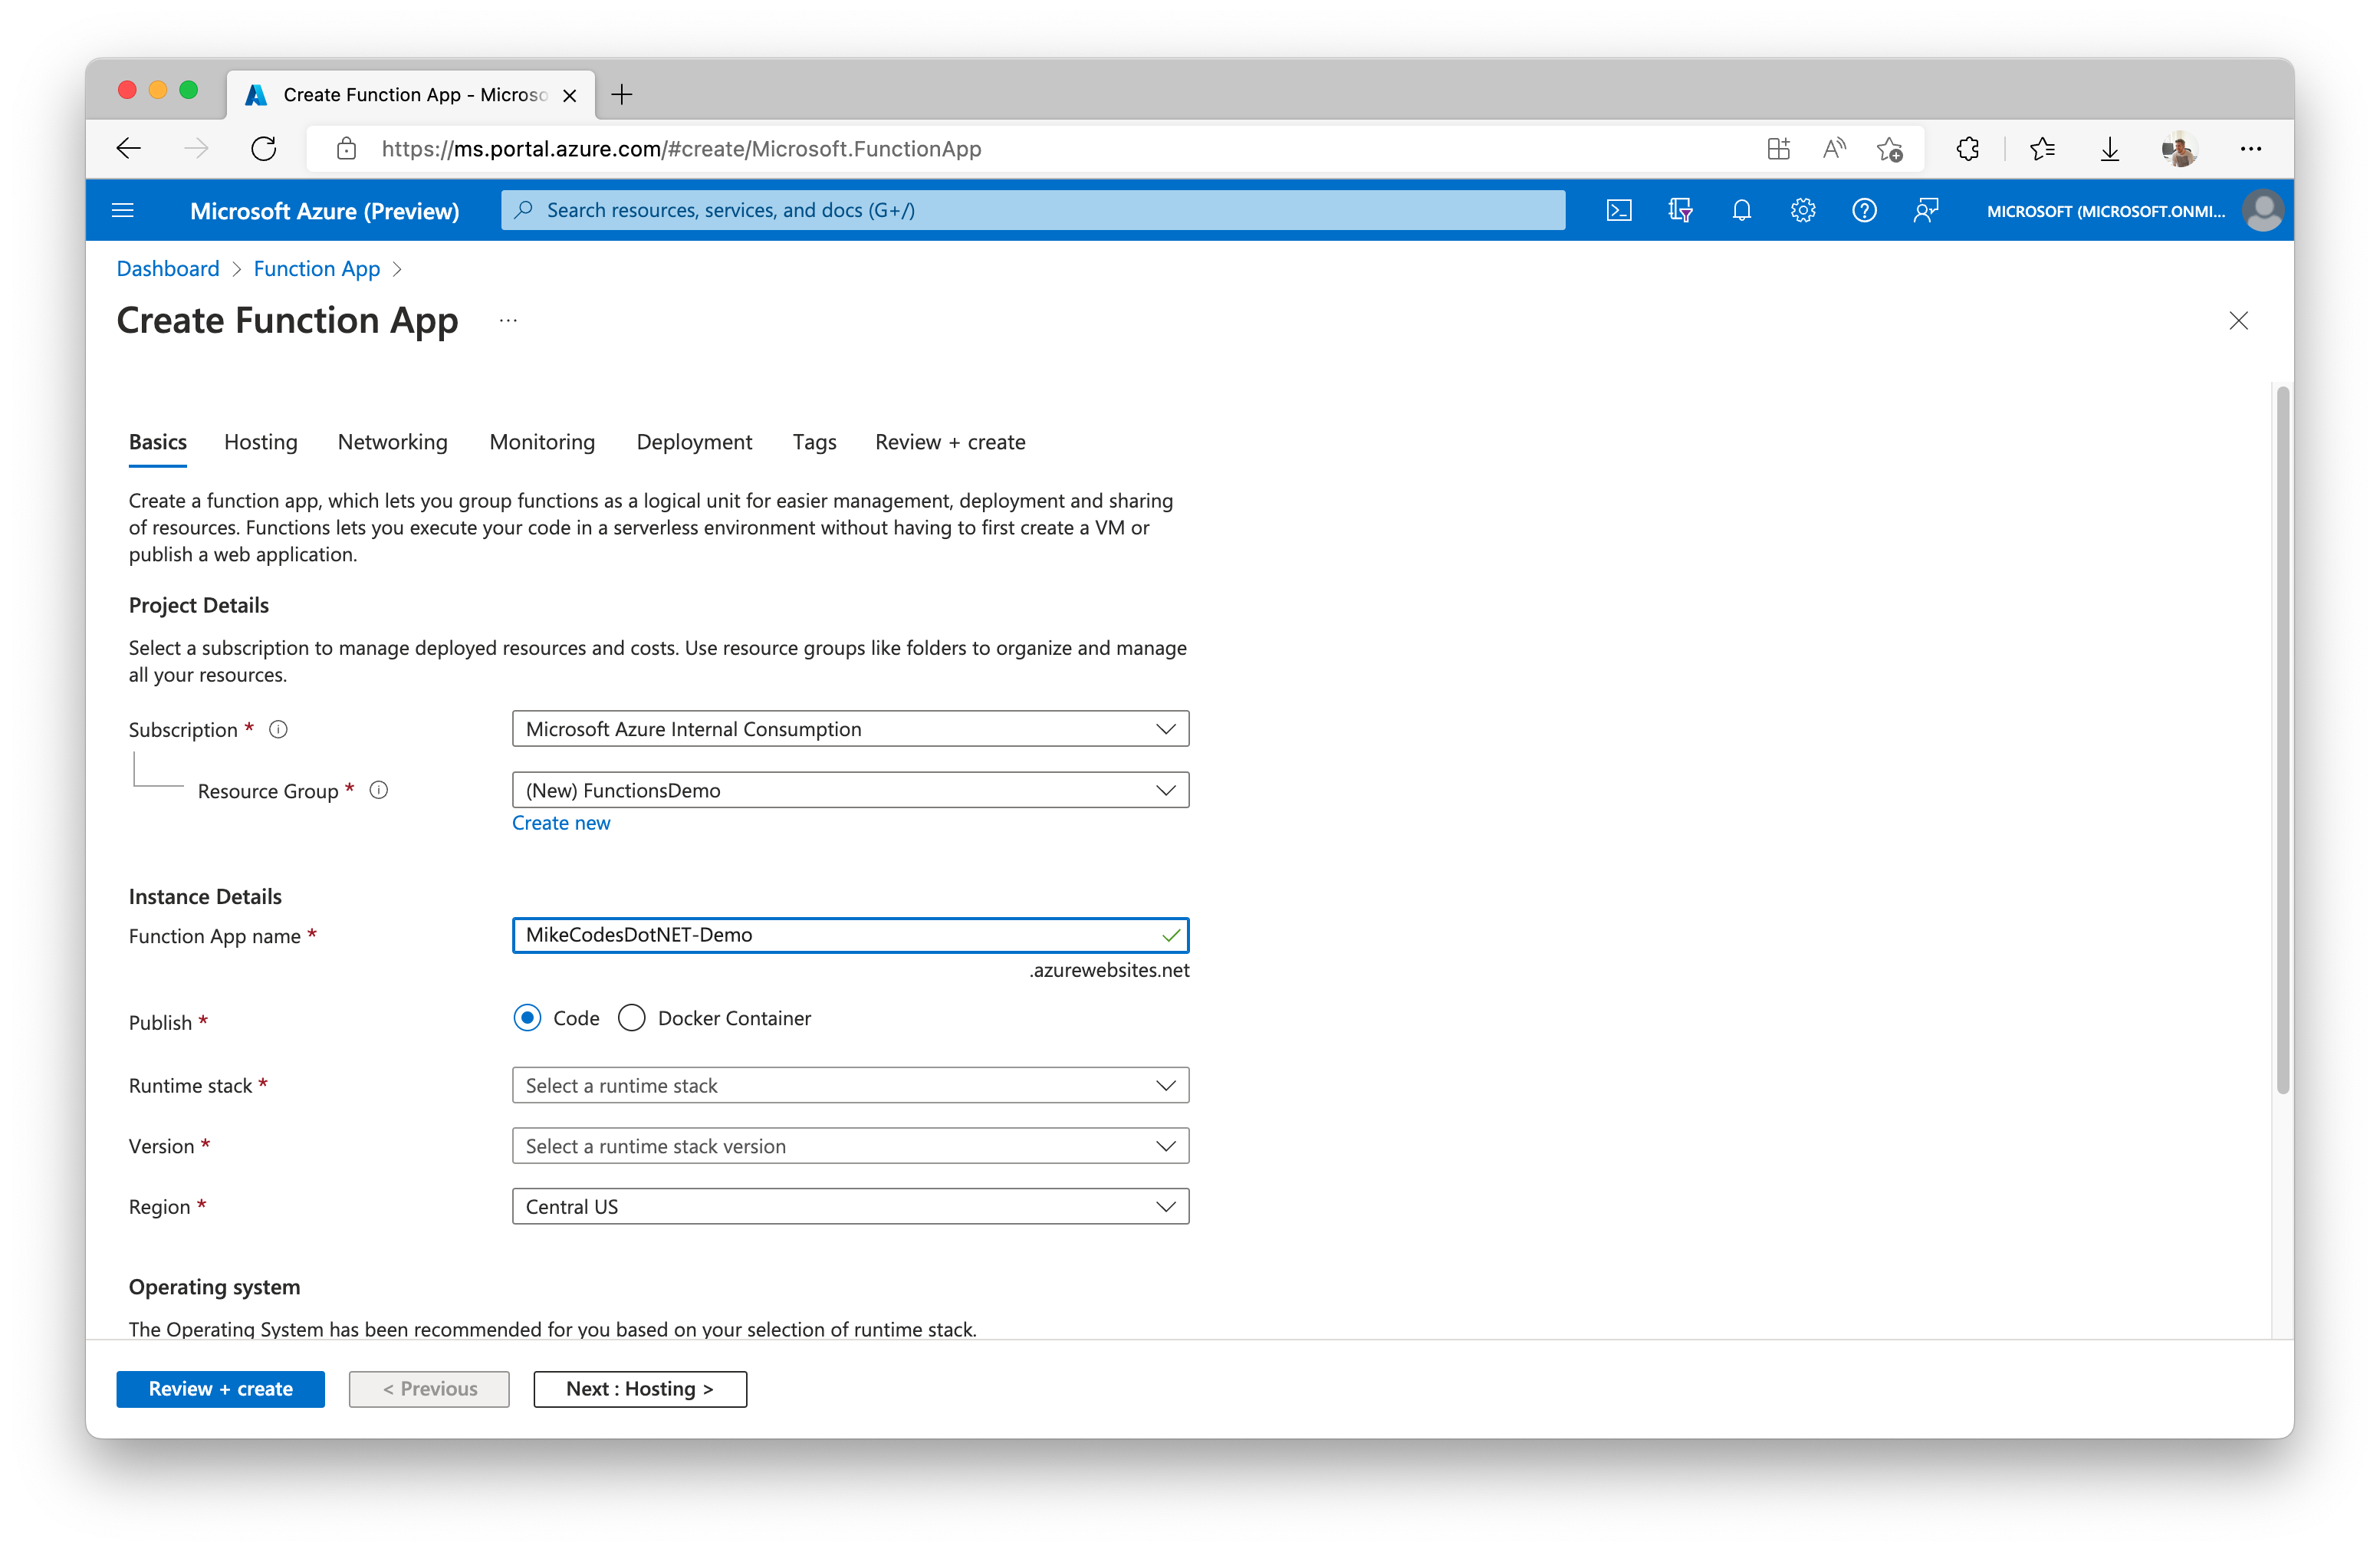 Create Function App - Microso
https://ms.portal.azure.com/#create/Microsoft.FunctionApp
Microsoft Azure (Preview)
Search resources, services, and docs (G+/)
MICROSOFT (MICROSOFT.ONMI...
Dashboard > Function App >
Create Function App ...
Basics Hosting Networking Monitoring Deployment Tags Review + create
Create a function app, which lets you group functions as a logical unit for easier management, deployment and sharing
of resources. Functions lets you execute your code in a serverless environment without having to first create a VM or
publish a web application.
Project Details
Select a subscription to manage deployed resources and costs. Use resource groups like folders to organize and manage
all your resources.
Subscription *
Microsoft Azure Internal Consumption
Resource Group *
(New) FunctionsDemo
Create new
Instance Details
Function App name *
MikeCodesDotNET-Demo
.azurewebsites.net
Publish *
Code
Docker Container
Runtime stack *
Select a runtime stack
Version *
Select a runtime stack version
Region *
Central US
Operating system
The Operating System has been recommended for you based on your selection of runtime stack.
Review + create
< Previous
Next : Hosting >